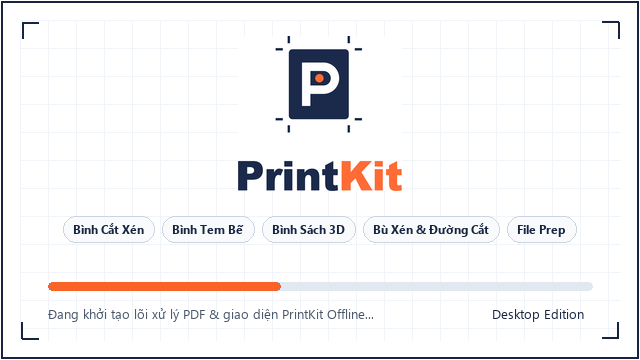 P
PrintKit
Bình Cắt Xén
Bình Tem Bế
Bình Sách 3D
Bù Xén & Đường Cắt
File Prep
Đang khởi tạo lõi xử lý PDF & giao diện PrintKit Offline...
Desktop Edition